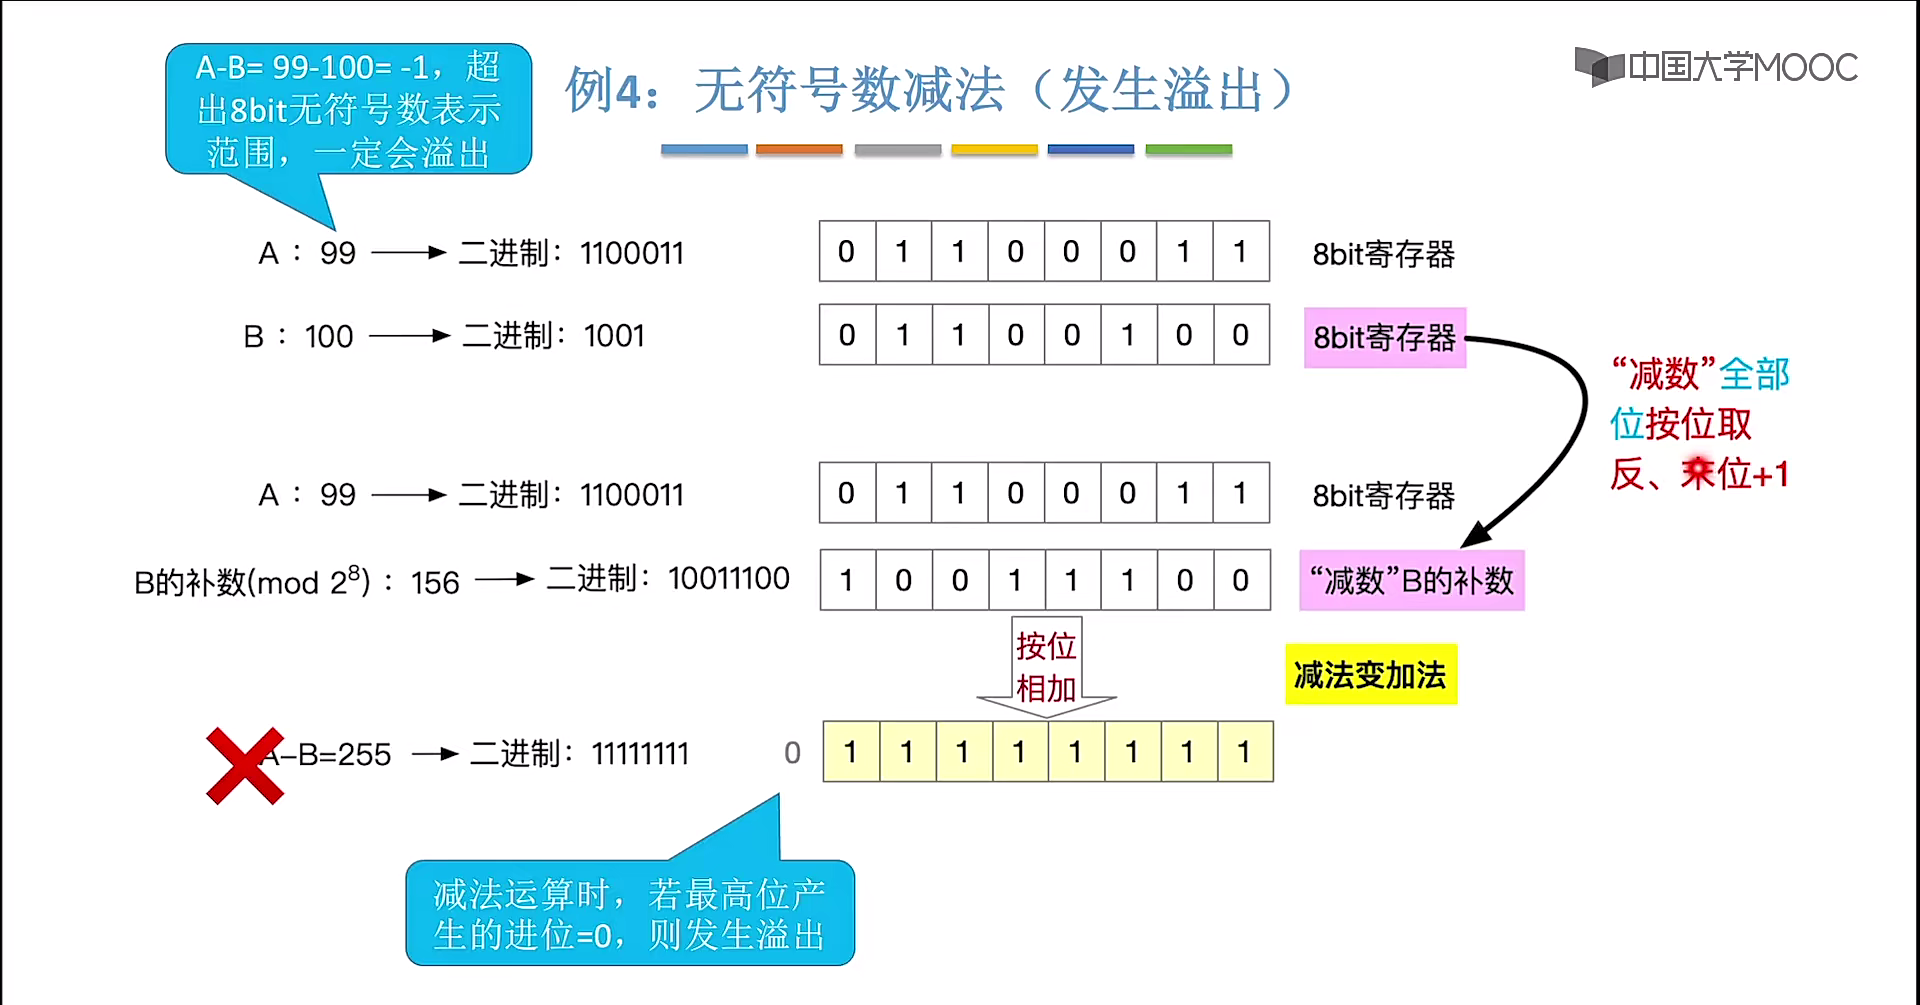 A-B= 99-100= -1，超
出8bit无符号数表示
范围，一定会溢出
例4：无符号数减法（发生溢出）
中国大学MOOC
A ： 99 二进制：1100011 0 1 1 0 0 0 1 1 8bit寄存器
B ： 100 二进制：1001 0 1 1 0 0 1 0 0 8bit寄存器
“减数”全部
位按位取
反、末位+1
A ： 99 二进制：1100011 0 1 1 0 0 0 1 1 8bit寄存器
B的补数(mod 2⁸) ：156 二进制：10011100 1 0 0 1 1 1 0 0 “减数”B的补数
按位
相加
减法变加法
A-B=255 二进制：11111111 0 1 1 1 1 1 1 1 1
减法运算时，若最高位产
生的进位=0，则发生溢出